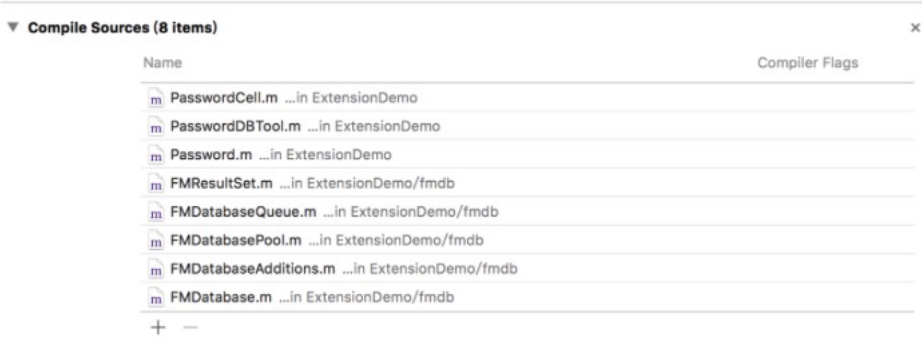 Compile Sources (8 items)
Name Compiler Flags
m PasswordCell.m ...in ExtensionDemo
m PasswordDBTool.m ...in ExtensionDemo
m Password.m ...in ExtensionDemo
m FMResultSet.m ...in ExtensionDemo/fmdb
m FMDatabaseQueue.m ...in ExtensionDemo/fmdb
m FMDatabasePool.m ...in ExtensionDemo/fmdb
m FMDatabaseAdditions.m ...in ExtensionDemo/fmdb
m FMDatabase.m ...in ExtensionDemo/fmdb